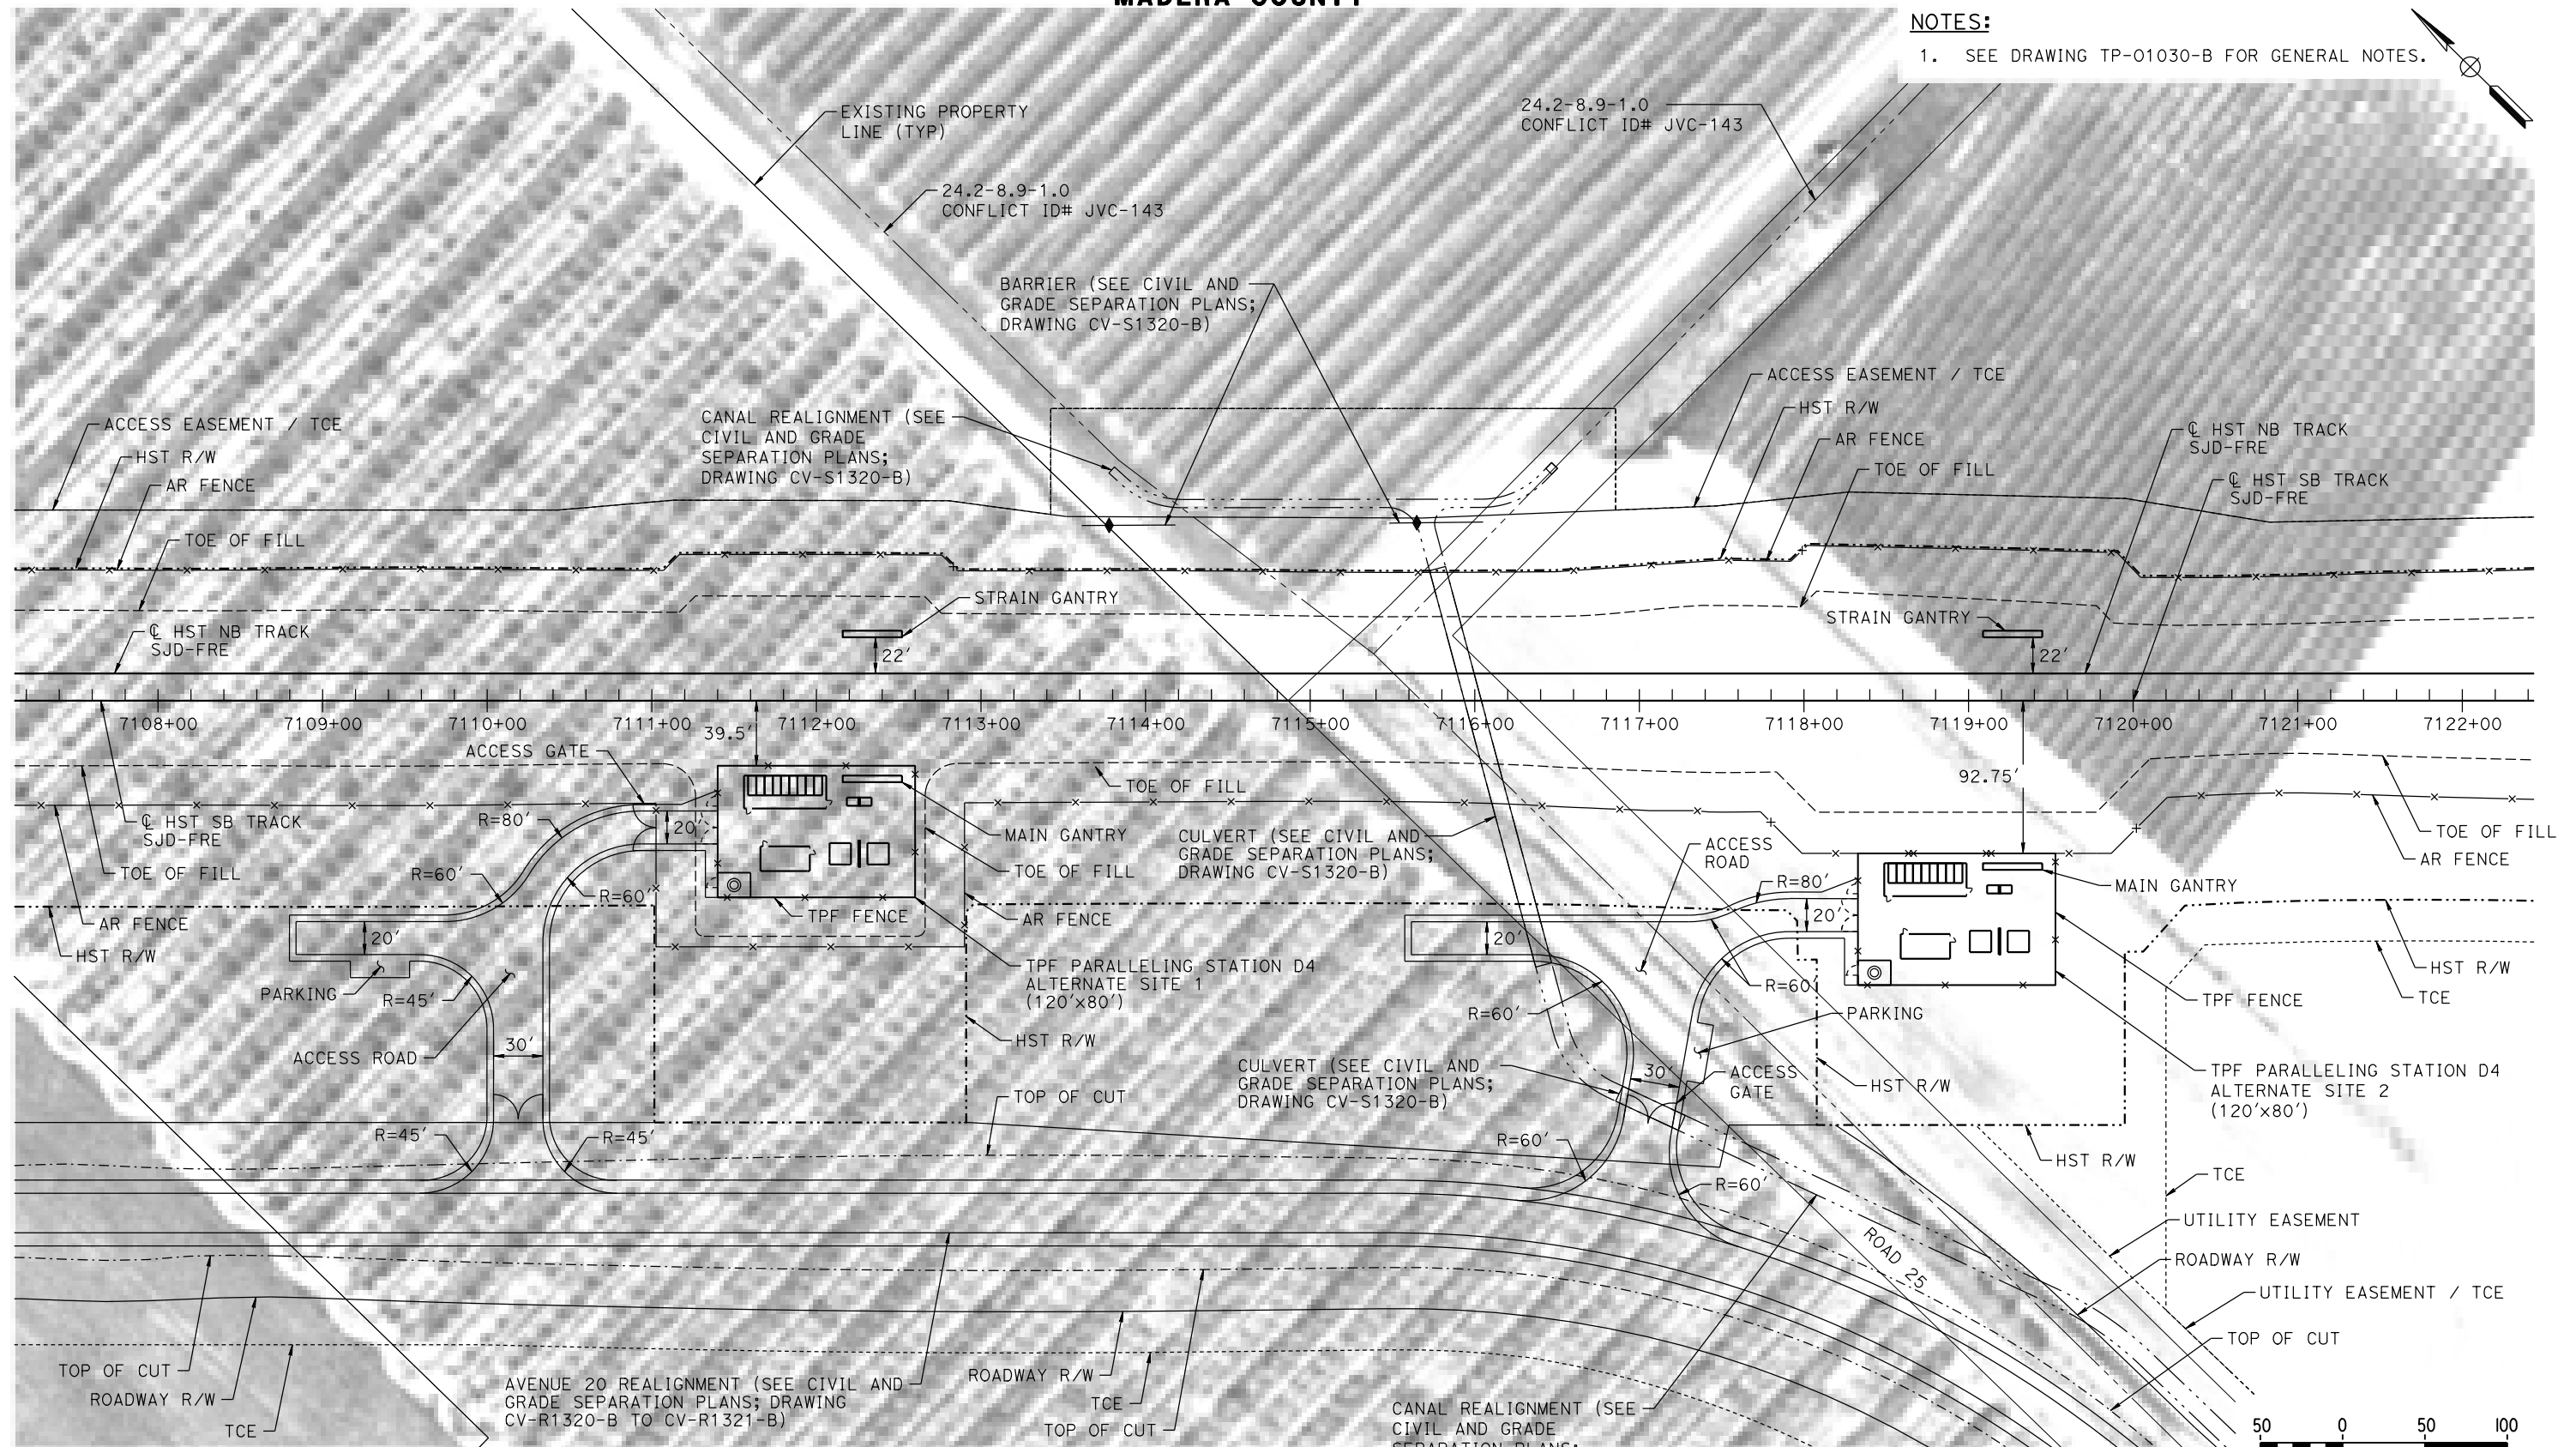 MADERA COUNTY
NOTES:
1. SEE DRAWING TP-01030-B FOR GENERAL NOTES.
EXISTING PROPERTY
LINE (TYP)
24.2-8.9-1.0
CONFLICT ID# JVC-143
24.2-8.9-1.0
CONFLICT ID# JVC-143
BARRIER (SEE CIVIL AND
GRADE SEPARATION PLANS;
DRAWING CV-S1320-B)
ACCESS EASEMENT / TCE
HST R/W
AR FENCE
TOE OF FILL
CANAL REALIGNMENT (SEE
CIVIL AND GRADE
SEPARATION PLANS;
DRAWING CV-S1320-B)
ACCESS EASEMENT / TCE
HST R/W
AR FENCE
TOE OF FILL
℄ HST NB TRACK
SJD-FRE
℄ HST SB TRACK
SJD-FRE
STRAIN GANTRY
22'
STRAIN GANTRY
22'
℄ HST NB TRACK
SJD-FRE
7108+00 7109+00 7110+00 7111+00 7112+00 7113+00 7114+00 7115+00 7116+00 7117+00 7118+00 7119+00 7120+00 7121+00 7122+00
39.5'
92.75'
ACCESS GATE
R=80'
20'
℄ HST SB TRACK
SJD-FRE
TOE OF FILL
R=60'
R=60'
AR FENCE
HST R/W
20'
PARKING
R=45'
ACCESS ROAD
30'
R=45'
R=45'
TOE OF FILL
MAIN GANTRY
TOE OF FILL
TPF FENCE
AR FENCE
TPF PARALLELING STATION D4
ALTERNATE SITE 1
(120'x80')
HST R/W
TOP OF CUT
CULVERT (SEE CIVIL AND
GRADE SEPARATION PLANS;
DRAWING CV-S1320-B)
ACCESS
ROAD
R=80'
20'
20'
R=60'
R=60'
PARKING
CULVERT (SEE CIVIL AND
GRADE SEPARATION PLANS;
DRAWING CV-S1320-B)
30'
ACCESS
GATE
HST R/W
R=60'
R=60'
TOE OF FILL
AR FENCE
MAIN GANTRY
HST R/W
TCE
TPF FENCE
TPF PARALLELING STATION D4
ALTERNATE SITE 2
(120'x80')
HST R/W
TCE
UTILITY EASEMENT
ROADWAY R/W
UTILITY EASEMENT / TCE
TOP OF CUT
ROAD 25
TOP OF CUT
ROADWAY R/W
TCE
AVENUE 20 REALIGNMENT (SEE CIVIL AND
GRADE SEPARATION PLANS; DRAWING
CV-R1320-B TO CV-R1321-B)
ROADWAY R/W
TCE
TOP OF CUT
CANAL REALIGNMENT (SEE
CIVIL AND GRADE
SEPARATION PLANS;
50 0 50 100